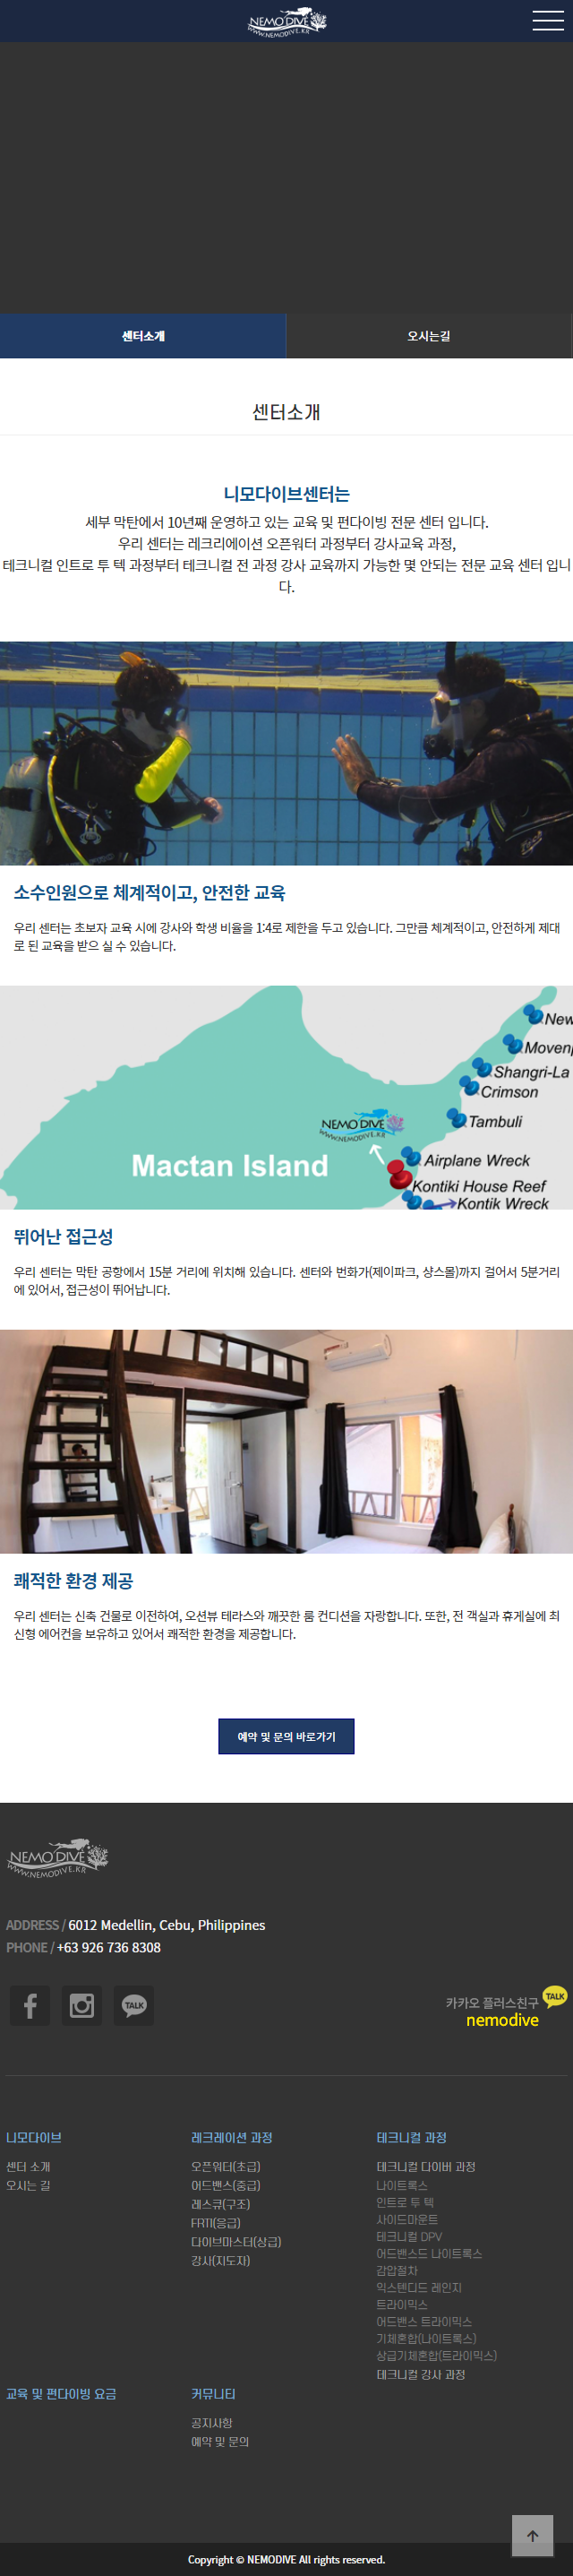 NEMO DIVE
WWW.NEMODIVE.KR
센터소개
오시는길
센터소개
니모다이브센터는
세부 막탄에서 10년째 운영하고 있는 교육 및 펀다이빙 전문 센터 입니다.
우리 센터는 레크리에이션 오픈워터 과정부터 강사교육 과정,
테크니컬 인트로 투 텍 과정부터 테크니컬 전 과정 강사 교육까지 가능한 몇 안되는 전문 교육 센터 입니
다.
소수인원으로 체계적이고, 안전한 교육
우리 센터는 초보자 교육 시에 강사와 학생 비율을 1:4로 제한을 두고 있습니다. 그만큼 체계적이고, 안전하게 제대
로 된 교육을 받으 실 수 있습니다.
New
Movenp
Shangri-La
Crimson
NEMO DIVE
WWW.NEMODIVE.KR
Tambuli
Mactan Island
Airplane Wreck
Kontiki House Reef
Kontik Wreck
뛰어난 접근성
우리 센터는 막탄 공항에서 15분 거리에 위치해 있습니다. 센터와 번화가(제이파크, 샹스몰)까지 걸어서 5분거리
에 있어서, 접근성이 뛰어납니다.
쾌적한 환경 제공
우리 센터는 신축 건물로 이전하여, 오션뷰 테라스와 깨끗한 룸 컨디션을 자랑합니다. 또한, 전 객실과 휴게실에 최
신형 에어컨을 보유하고 있어서 쾌적한 환경을 제공합니다.
예약 및 문의 바로가기
NEMO DIVE
WWW.NEMODIVE.KR
ADDRESS / 6012 Medellin, Cebu, Philippines
PHONE / +63 926 736 8308
TALK
카카오 플러스친구 TALK
nemodive
니모다이브
센터 소개
오시는 길
레크레이션 과정
오픈워터(초급)
어드밴스(중급)
레스큐(구조)
FRTI(응급)
다이브마스터(상급)
강사(지도자)
테크니컬 과정
테크니컬 다이버 과정
나이트록스
인트로 투 텍
사이드마운트
테크니컬 DPV
어드밴스드 나이트록스
감압절차
익스텐디드 레인지
트라이믹스
어드밴스 트라이믹스
기체혼합(나이트록스)
상급기체혼합(트라이믹스)
테크니컬 강사 과정
교육 및 펀다이빙 요금
커뮤니티
공지사항
예약 및 문의
Copyright © NEMODIVE All rights reserved.